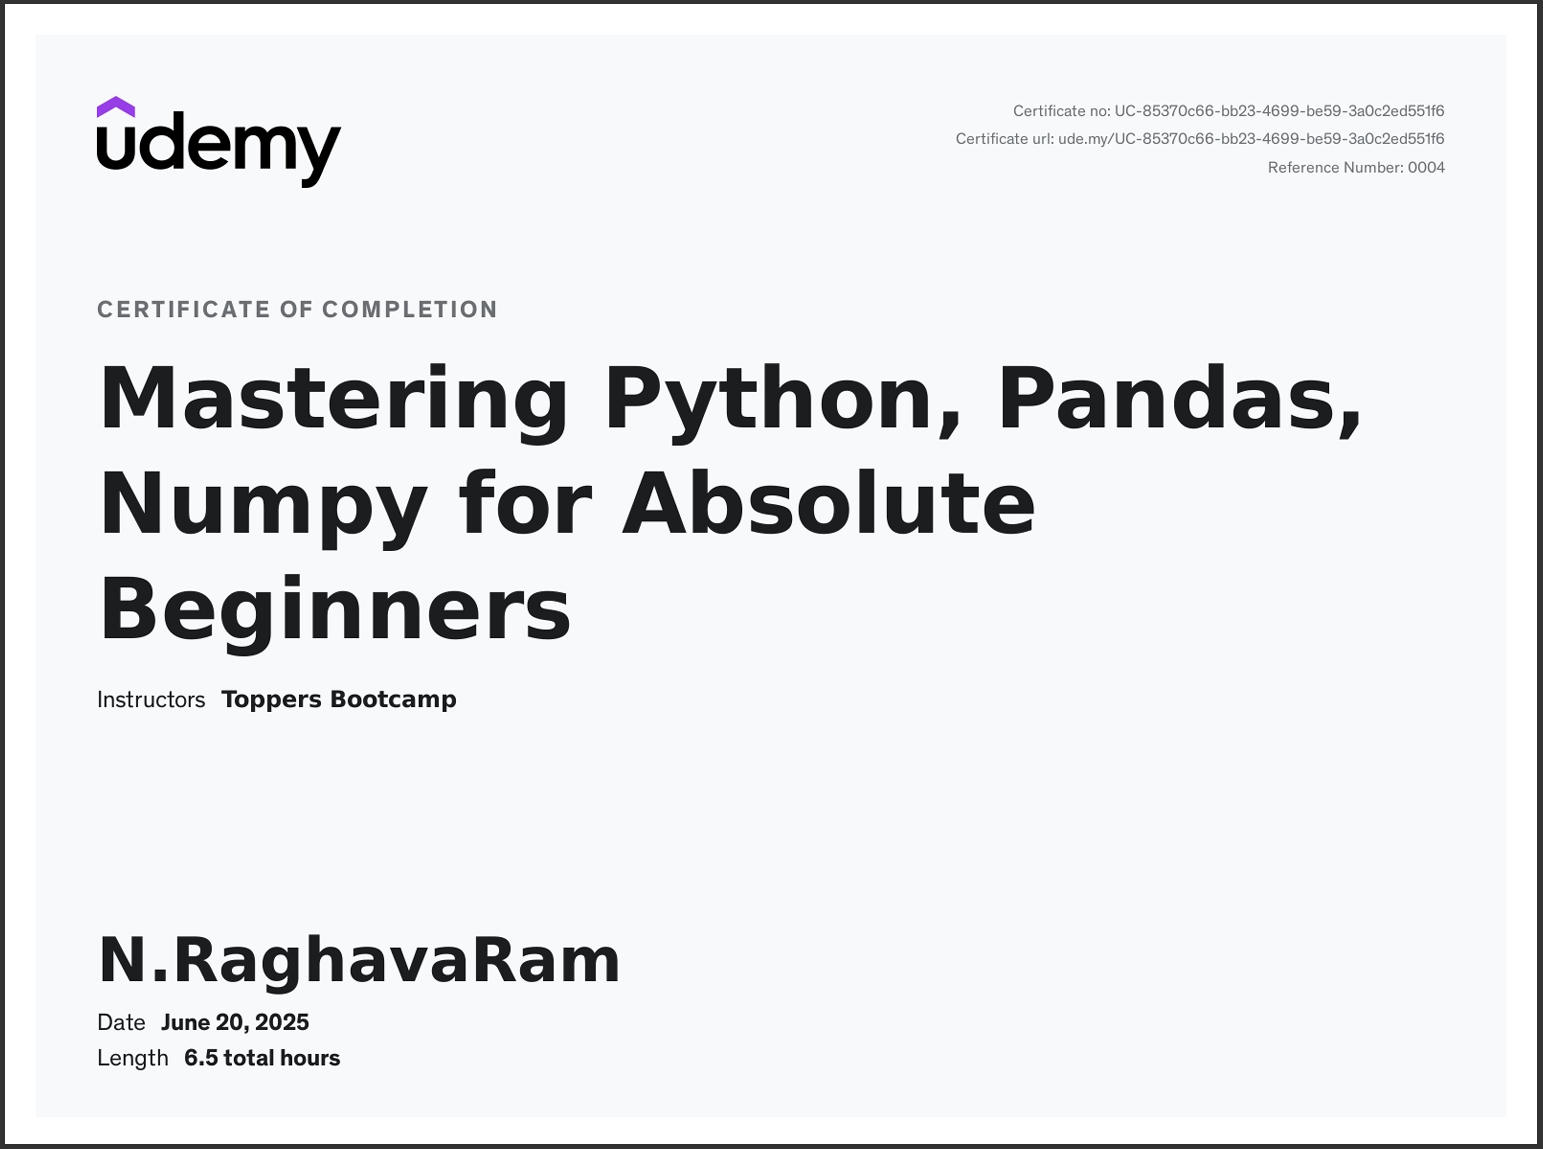 udemy
Certificate no: UC-85370c66-bb23-4699-be59-3a0c2ed551f6
Certificate url: ude.my/UC-85370c66-bb23-4699-be59-3a0c2ed551f6
Reference Number: 0004
CERTIFICATE OF COMPLETION
Mastering Python, Pandas,
Numpy for Absolute
Beginners
Instructors Toppers Bootcamp
N.RaghavaRam
Date June 20, 2025
Length 6.5 total hours